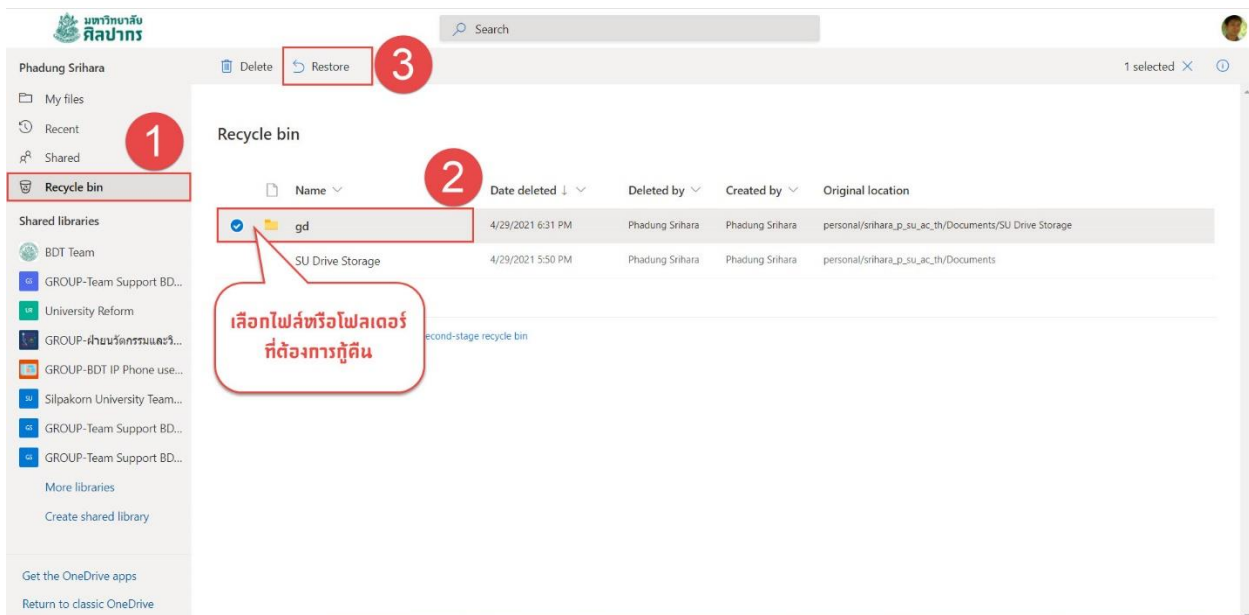 มหาวิทยาลัย
ศิลปากร
Search
Phadung Srihara
Delete
Restore
3
1 selected
My files
Recent
1
Shared
Recycle bin
Recycle bin
2
Name
Date deleted ↓
Deleted by
Created by
Original location
gd
4/29/2021 6:31 PM
Phadung Srihara
Phadung Srihara
personal/srihara_p_su_ac_th/Documents/SU Drive Storage
SU Drive Storage
4/29/2021 5:50 PM
Phadung Srihara
Phadung Srihara
personal/srihara_p_su_ac_th/Documents
เลือกไฟล์หรือโฟลเดอร์
ที่ต้องการกู้คืน
econd-stage recycle bin
Shared libraries
BDT Team
GS
GROUP-Team Support BD...
UR
University Reform
GROUP-ฝ่ายนวัตกรรมและวิ...
GROUP-BDT IP Phone use...
SU
Silpakorn University Team...
GS
GROUP-Team Support BD...
GS
GROUP-Team Support BD...
More libraries
Create shared library
Get the OneDrive apps
Return to classic OneDrive